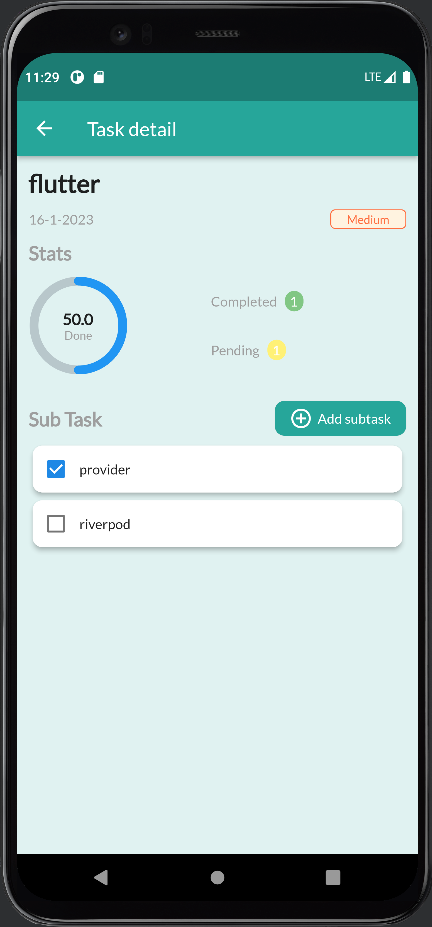 11:29 LTE
Task detail
flutter
16-1-2023 Medium
Stats
50.0
Done
Completed 1
Pending 1
Sub Task Add subtask
provider
riverpod